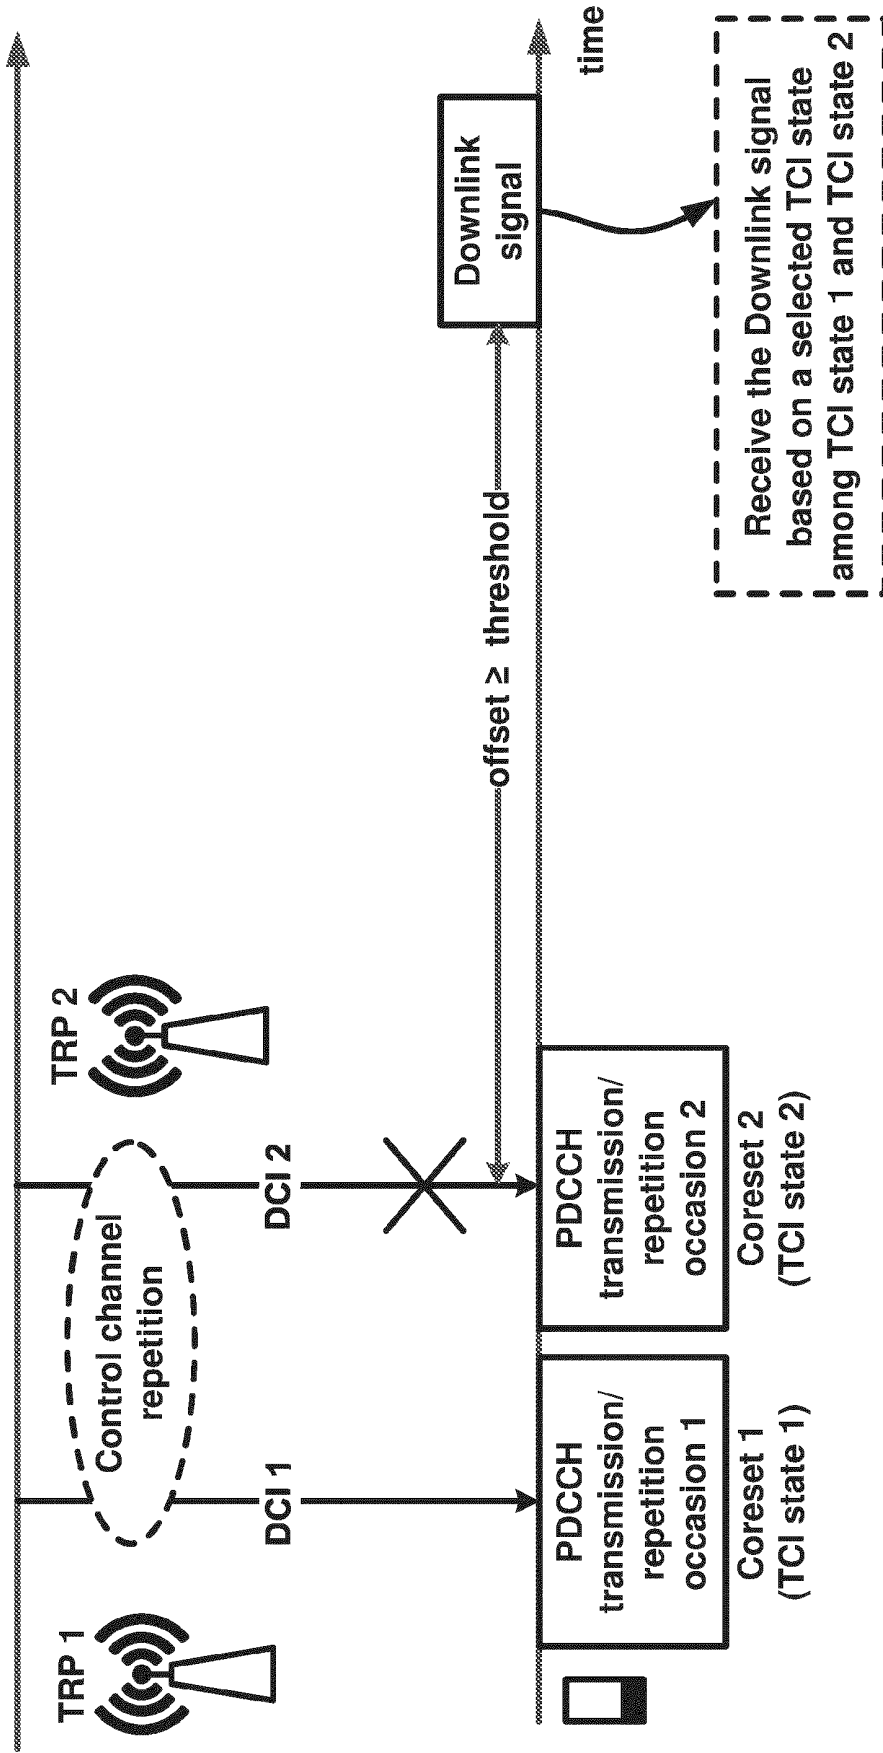 TRP 1
TRP 2
Control channel
repetition
DCI 1
DCI 2
offset ≥ threshold
Downlink
signal
time
PDCCH
transmission/
repetition
occasion 1
Coreset 1
(TCI state 1)
PDCCH
transmission/
repetition
occasion 2
Coreset 2
(TCI state 2)
Receive the Downlink signal
based on a selected TCI state
among TCI state 1 and TCI state 2